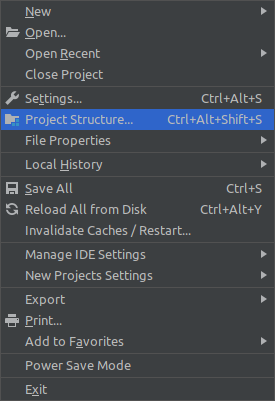 New
Open...
Open Recent
Close Project
Settings... Ctrl+Alt+S
Project Structure... Ctrl+Alt+Shift+S
File Properties
Local History
Save All Ctrl+S
Reload All from Disk Ctrl+Alt+Y
Invalidate Caches / Restart...
Manage IDE Settings
New Projects Settings
Export
Print...
Add to Favorites
Power Save Mode
Exit